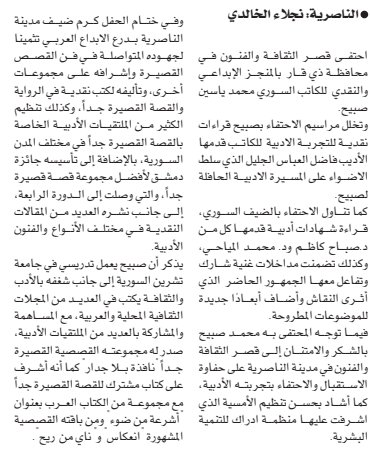 ● الناصرية: نجلاء الخالدي
احتفى قصر الثقافة والفنون في
محافظة ذي قار بالمنجز الإبداعي
والنقدي للكاتب السوري محمد ياسين
صبيح.
وتخلل مراسيم الاحتفاء بصبيح قراءات
نقدية للتجربة الادبية للكاتب قدمها
الأديب فاضل العباس الجليل الذي سلط
الاضواء على المسيرة الادبية الحافلة
لصبيح.
كما تناول الاحتفاء بالضيف السوري،
قراءة شهادات أدبية قدمها كل من
د.صباح كاظم ود. محمد المياحي،
وكذلك تضمنت مداخلات غنية شارك
وتفاعل معها الجمهور الحاضر الذي
أثرى النقاش وأضاف أبعاداً جديدة
للموضوعات المطروحة.
فيما توجه المحتفى به محمد صبيح
بالشكر والامتنان إلى قصر الثقافة
والفنون في مدينة الناصرية على حفاوة
الاستقبال والاحتفاء بتجربته الأدبية،
كما أشاد بحسن تنظيم الأمسية الذي
اشرفت عليها منظمة ادراك للتنمية
البشرية.
وفي ختام الحفل كرم ضيف مدينة
الناصرية بدرع الابداع العربي تثمينا
لجهوده المتواصلة في فن القصص
القصيرة وإشرافه على مجموعات
أخرى، وتأليفه لكتب نقدية في الرواية
والقصة القصيرة جداً، وكذلك تنظيم
الكثير من الملتقيات الأدبية الخاصة
بالقصة القصيرة جداً في مختلف المدن
السورية، بالإضافة إلى تأسيسه جائزة
دمشق لأفضل مجموعة قصة قصيرة
جداً، والتي وصلت إلى الدورة الرابعة،
إلى جانب نشره العديد من المقالات
النقدية في مختلف الأنواع والفنون
الأدبية.
يذكر أن صبيح يعمل تدريسي في جامعة
تشرين السورية إلى جانب شغفه بالأدب
والثقافة يكتب في العديد من المجلات
الثقافية المحلية والعربية، مع المساهمة
والمشاركة بالعديد من الملتقيات الأدبية،
صدر له مجموعته القصصية القصيرة
جداً "نافذة بلا جدار" كما أنه أشرف
على كتاب مشترك للقصة القصيرة جداً
مع مجموعة من الكتاب العرب بعنوان
"أشرعة من ضوء" ومن باقته القصصية
المشهورة "انعكاس" و"ناي من ريح".